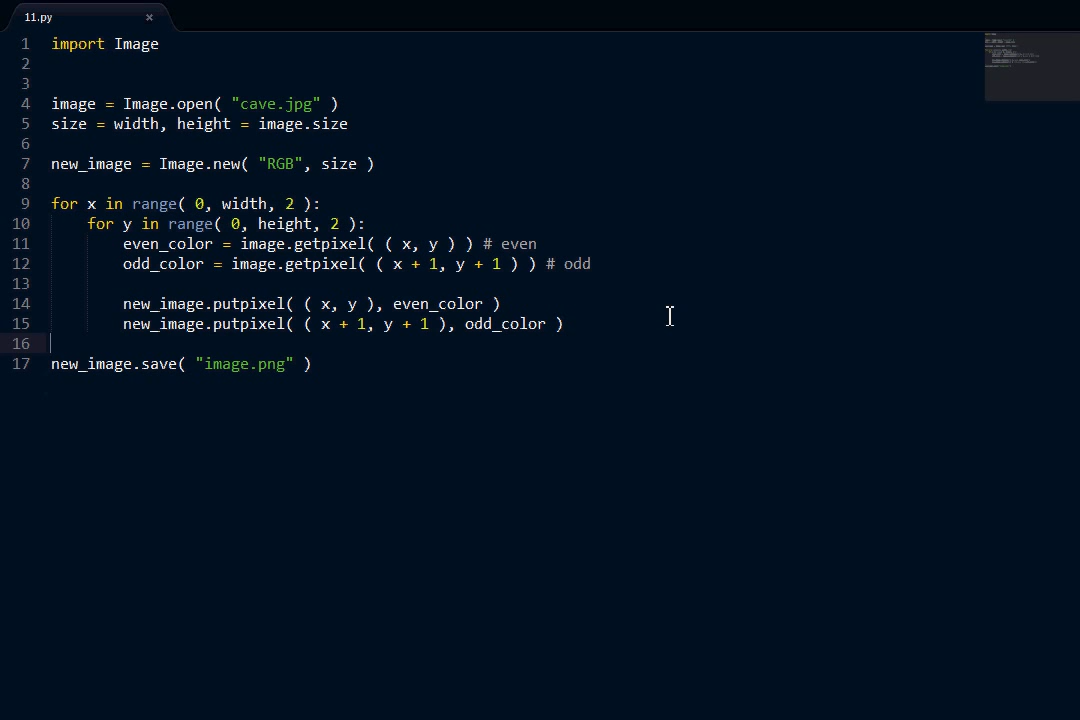 11.py ×
1 import Image
2
3
4 image = Image.open( "cave.jpg" )
5 size = width, height = image.size
6
7 new_image = Image.new( "RGB", size )
8
9 for x in range( 0, width, 2 ):
10 for y in range( 0, height, 2 ):
11 even_color = image.getpixel( ( x, y ) ) # even
12 odd_color = image.getpixel( ( x + 1, y + 1 ) ) # odd
13
14 new_image.putpixel( ( x, y ), even_color )
15 new_image.putpixel( ( x + 1, y + 1 ), odd_color )
16
17 new_image.save( "image.png" )